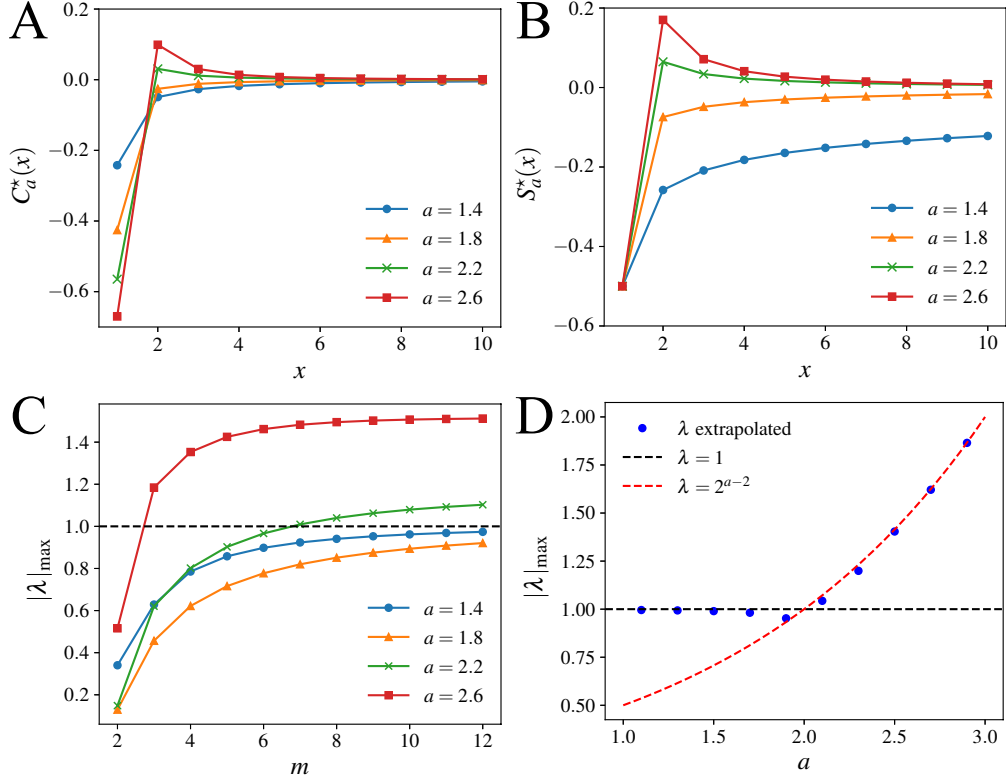 A
0.2
0.0
−0.2
−0.4
−0.6
C⋆a(x)
2
4
6
8
10
x
a = 1.4
a = 1.8
a = 2.2
a = 2.6
B
0.2
0.0
−0.2
−0.4
−0.6
S⋆a(x)
2
4
6
8
10
x
a = 1.4
a = 1.8
a = 2.2
a = 2.6
C
1.4
1.2
1.0
0.8
0.6
0.4
0.2
|λ|max
2
4
6
8
10
12
m
a = 1.4
a = 1.8
a = 2.2
a = 2.6
D
2.00
1.75
1.50
1.25
1.00
0.75
0.50
|λ|max
1.0
1.5
2.0
2.5
3.0
a
λ extrapolated
λ = 1
λ = 2^{a−2}